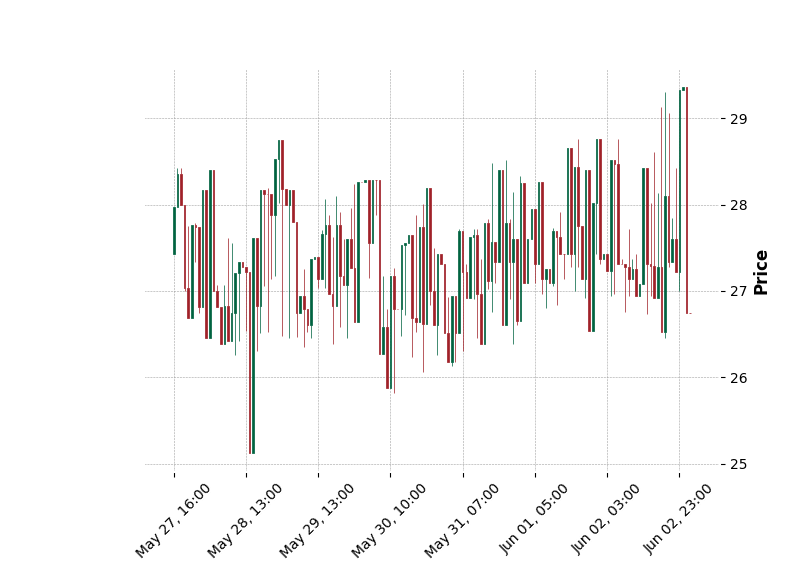 29
28
27
26
25
Price
May 27, 16:00
May 28, 13:00
May 29, 13:00
May 30, 10:00
May 31, 07:00
Jun 01, 05:00
Jun 02, 03:00
Jun 02, 23:00